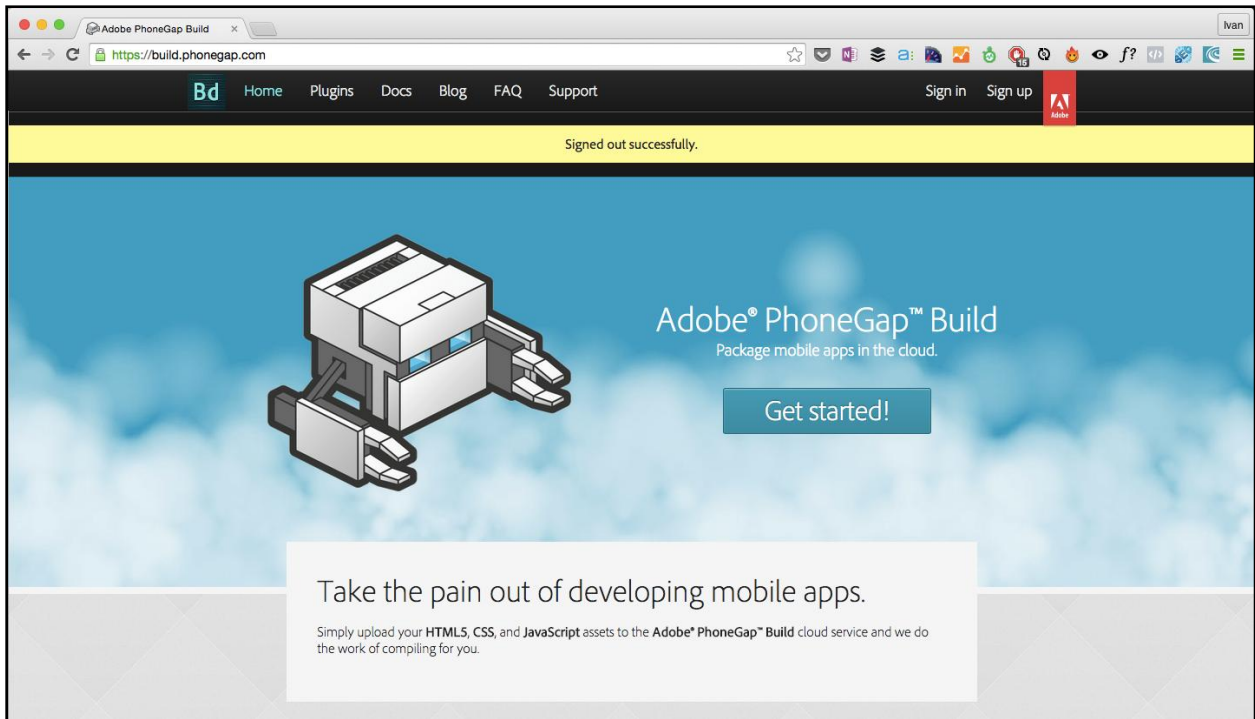 Adobe PhoneGap Build
Ivan
https://build.phonegap.com
15
f?
Bd Home Plugins Docs Blog FAQ Support Sign in Sign up
Adobe
Signed out successfully.
Adobe® PhoneGap™ Build
Package mobile apps in the cloud.
Get started!
Take the pain out of developing mobile apps.
Simply upload your HTML5, CSS, and JavaScript assets to the Adobe® PhoneGap™ Build cloud service and we do
the work of compiling for you.